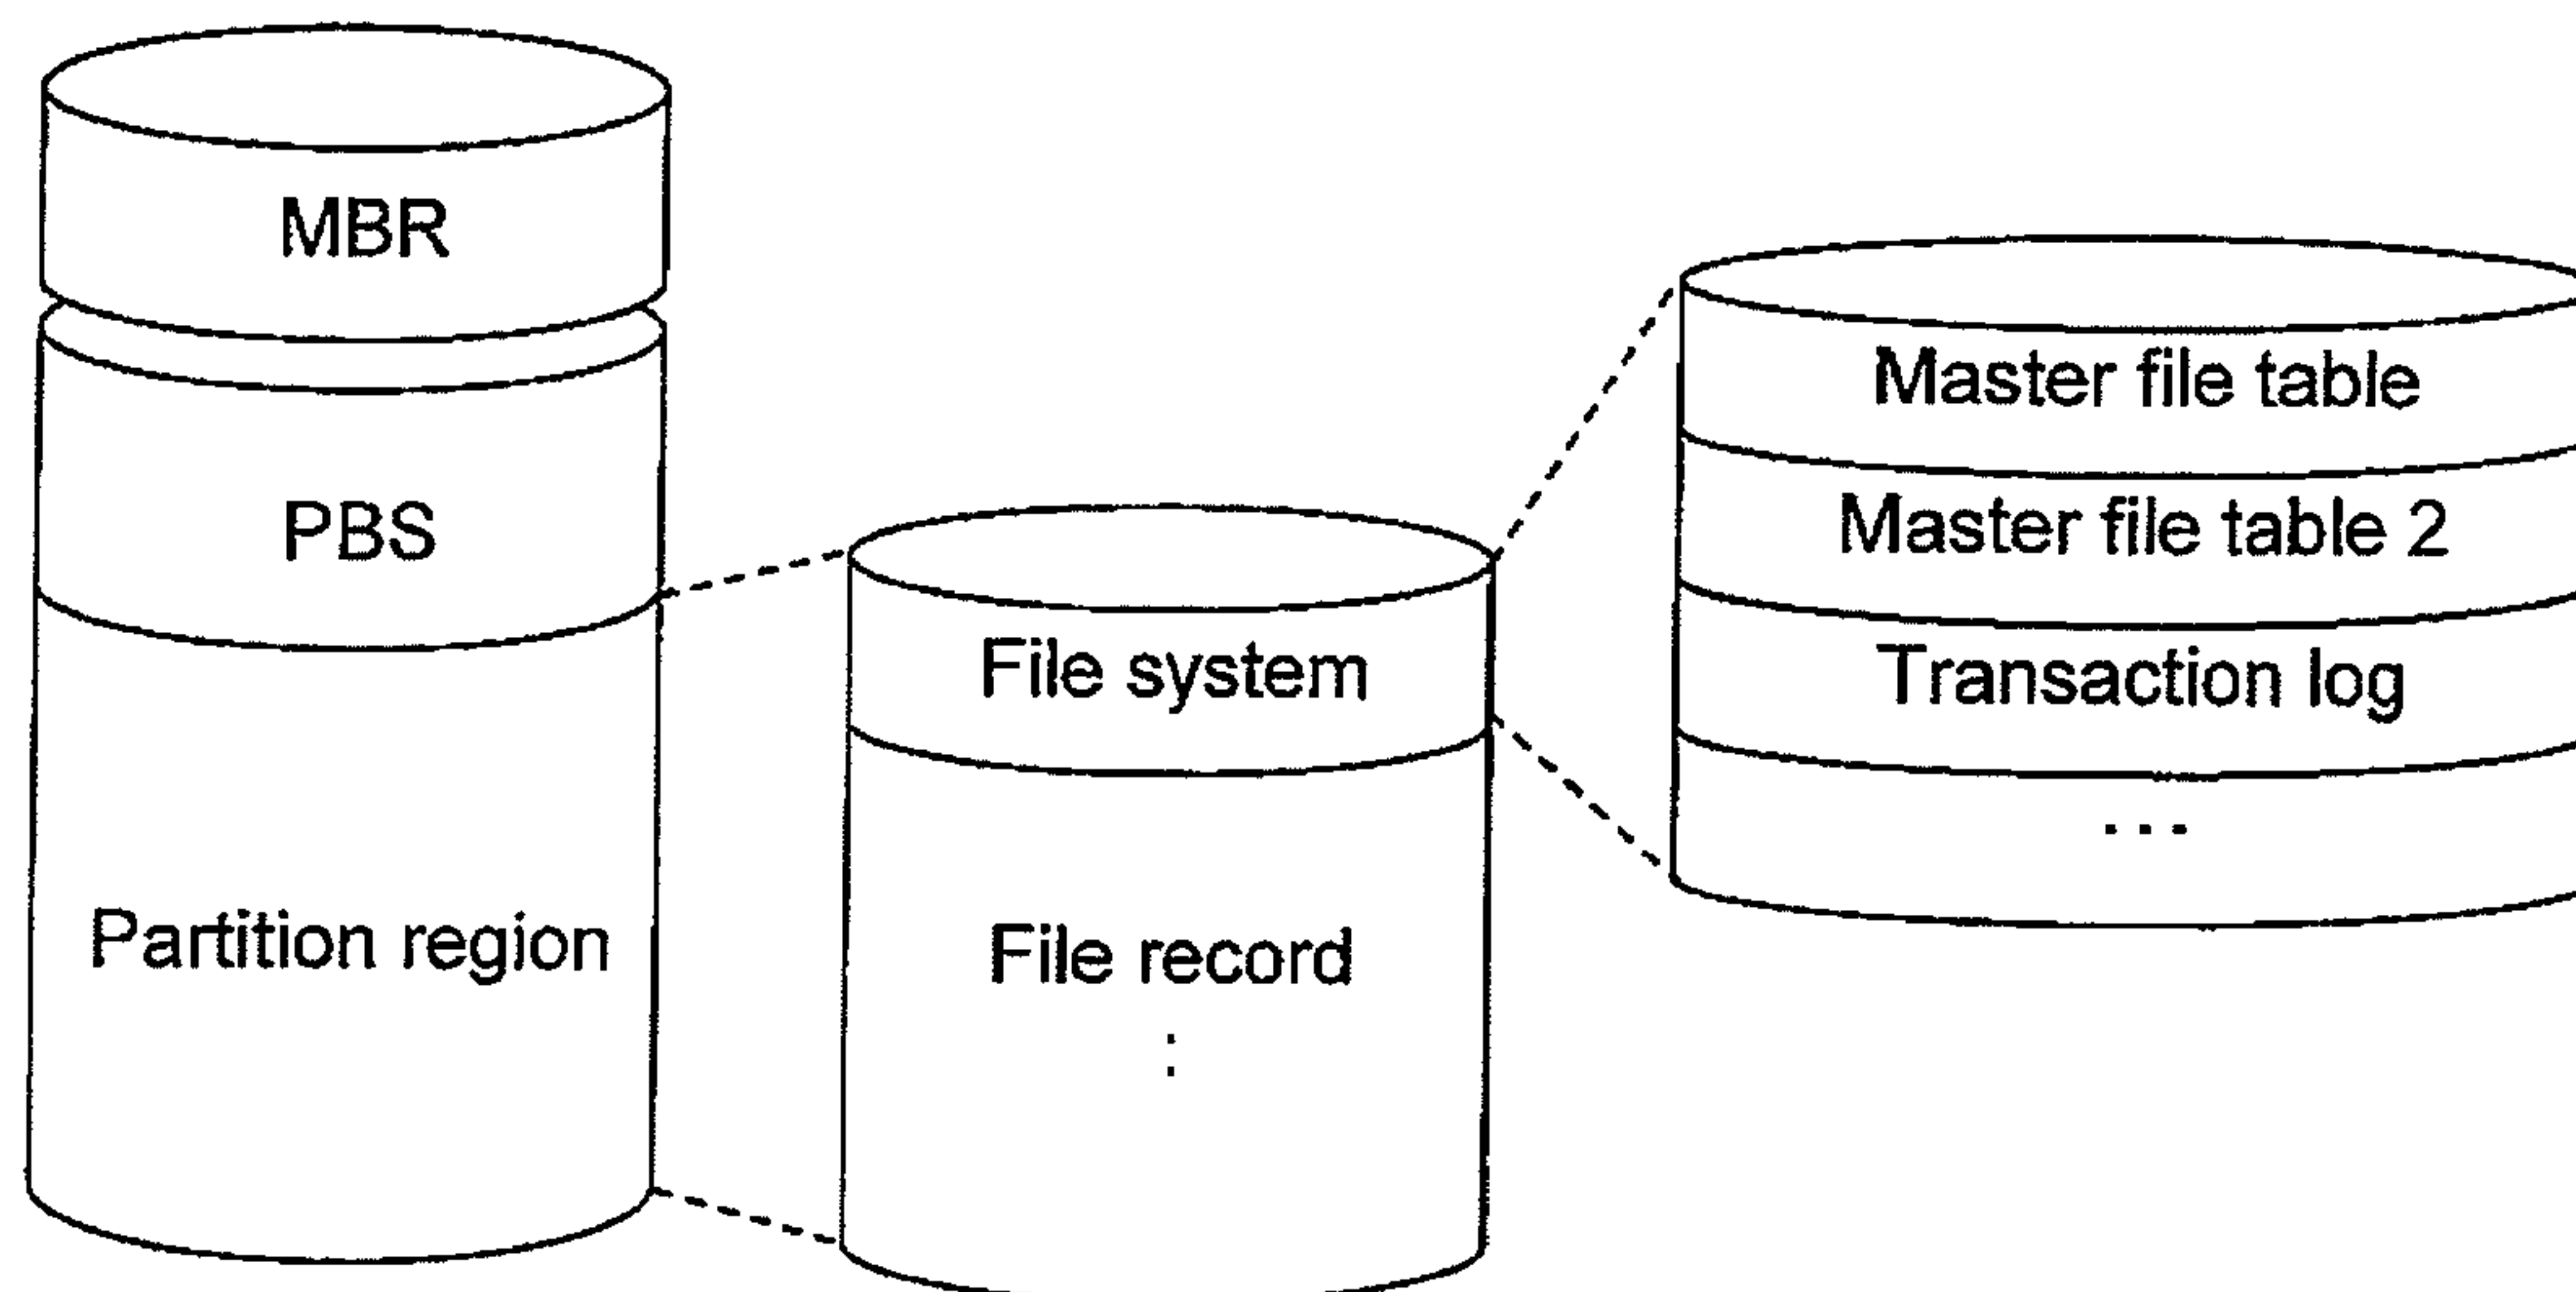 MBR
PBS
Partition region
File system
File record
:
Master file table
Master file table 2
Transaction log
...